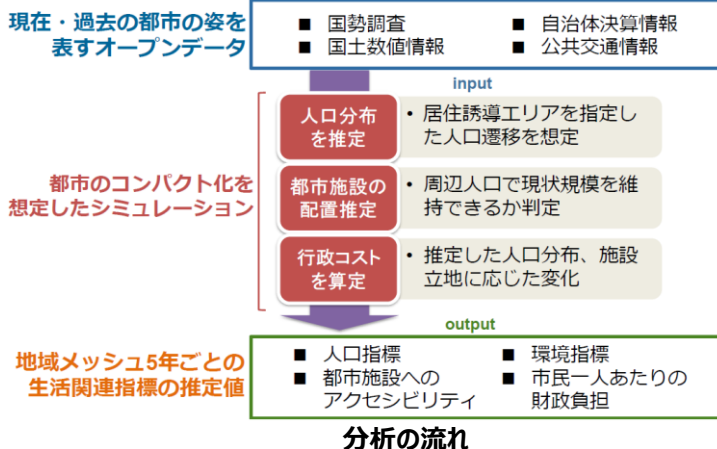 現在・過去の都市の姿を
表すオープンデータ
■ 国勢調査
■ 国土数値情報
■ 自治体決算情報
■ 公共交通情報
input
都市のコンパクト化を
想定したシミュレーション
人口分布
を推定
・居住誘導エリアを指定し
た人口遷移を想定
都市施設の
配置推定
・周辺人口で現状規模を維
持できるか判定
行政コスト
を算定
・推定した人口分布、施設
立地に応じた変化
output
地域メッシュ5年ごとの
生活関連指標の推定値
■ 人口指標
■ 都市施設への
アクセシビリティ
■ 環境指標
■ 市民一人あたりの
財政負担
分析の流れ